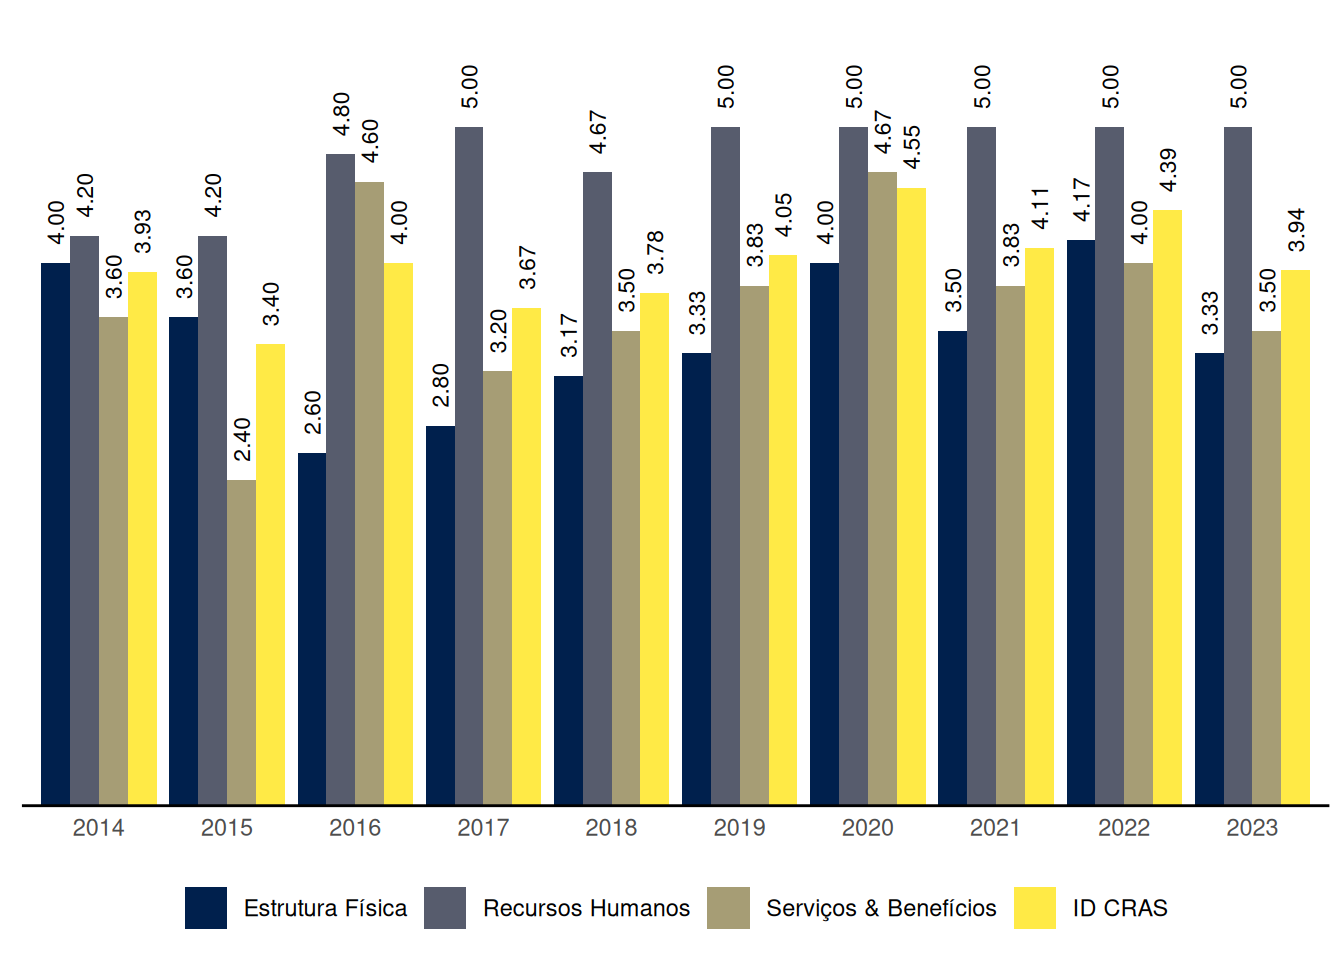 4.00 4.20 3.60 3.93
3.60 4.20 2.40 3.40
2.60 4.80 4.60 4.00
2.80 5.00 3.20 3.67
3.17 4.67 3.50 3.78
3.33 5.00 3.83 4.05
4.00 5.00 4.67 4.55
3.50 5.00 3.83 4.11
4.17 5.00 4.00 4.39
3.33 5.00 3.50 3.94
2014 2015 2016 2017 2018 2019 2020 2021 2022 2023
Estrutura Física Recursos Humanos Serviços & Benefícios ID CRAS